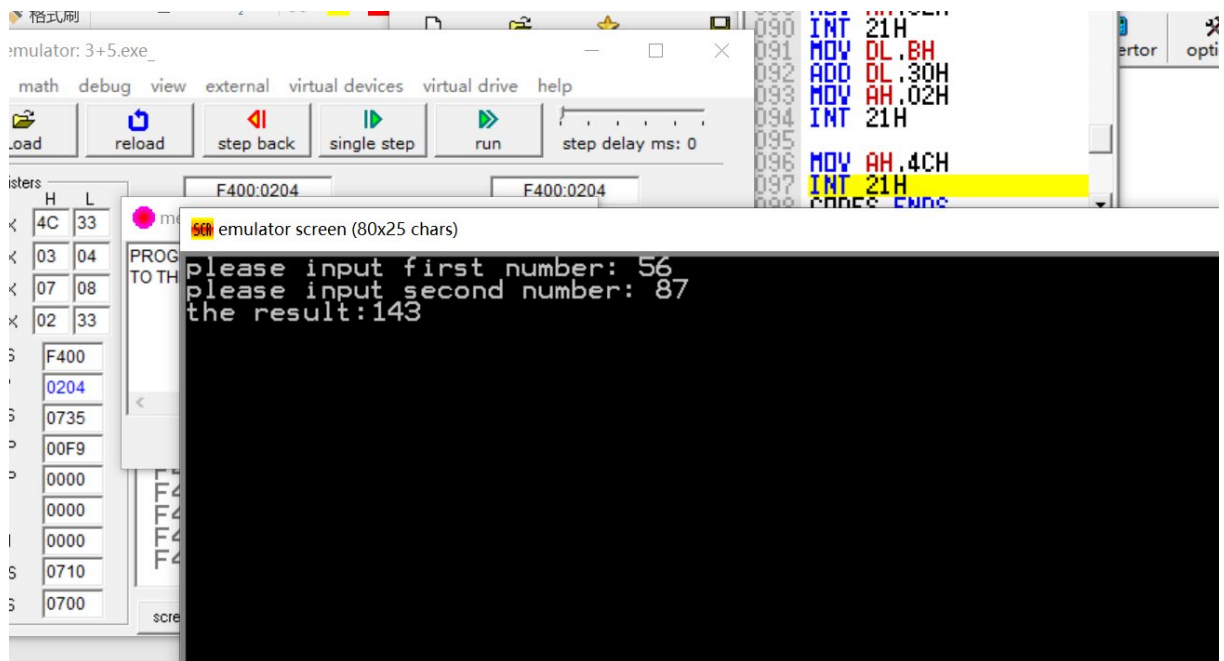 格式刷
emulator: 3+5.exe_
math debug view external virtual devices virtual drive help
reload step back single step run step delay ms: 0
H L
F400:0204 F400:0204
4C 33
03 04
07 08
02 33
F400
0204
0735
00F9
0000
0000
0000
0710
0700
PROG
TO TH
emulator screen (80x25 chars)
please input first number: 56
please input second number: 87
the result:143
090 INT 21H
091 MOV DL,BH
092 ADD DL,30H
093 MOV AH,02H
094 INT 21H
095
096 MOV AH,4CH
097 INT 21H
CODES ENDS